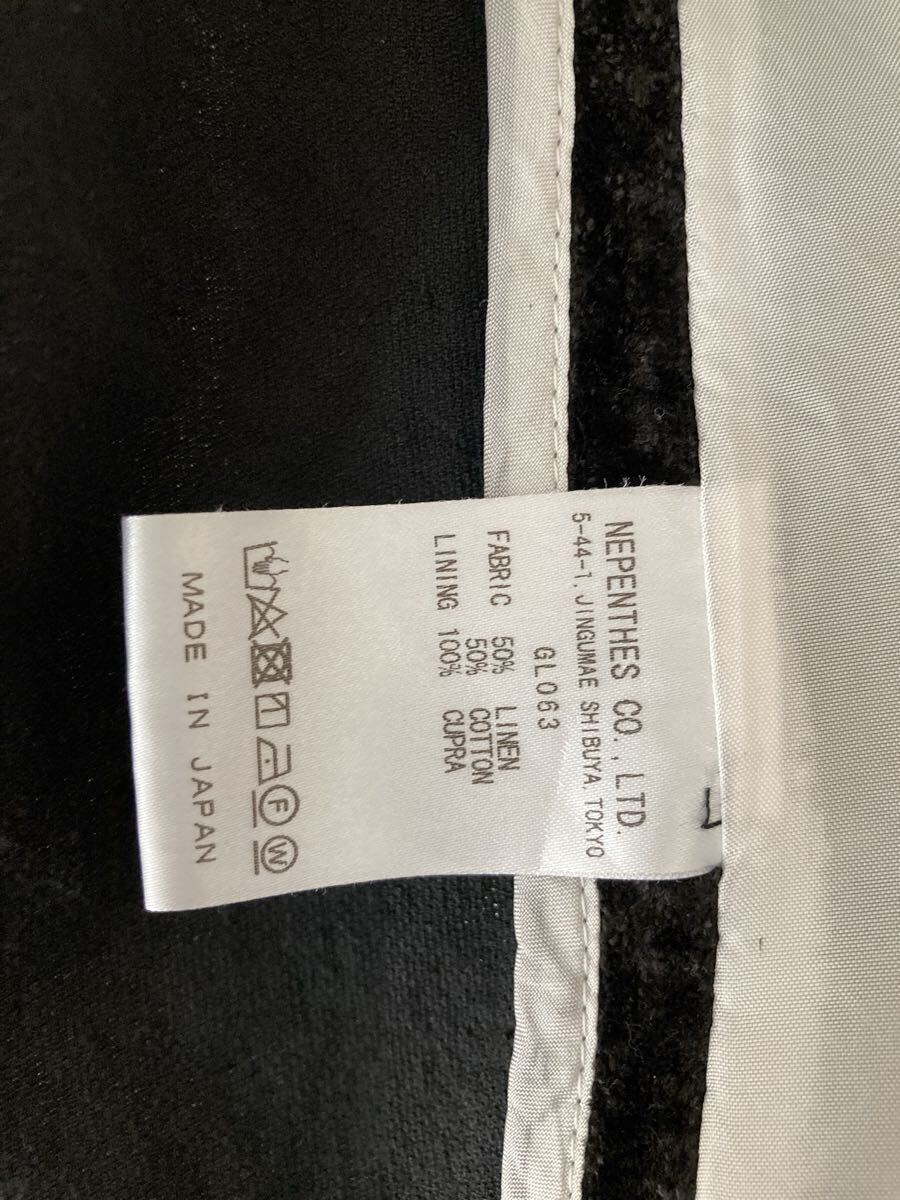 NEPENTHES CO., LTD.
5-44-1, JINGUMAE SHIBUYA, TOKYO
GL063
FABRIC 50% LINEN
50% COTTON
LINING 100% CUPRA
F W
MADE IN JAPAN